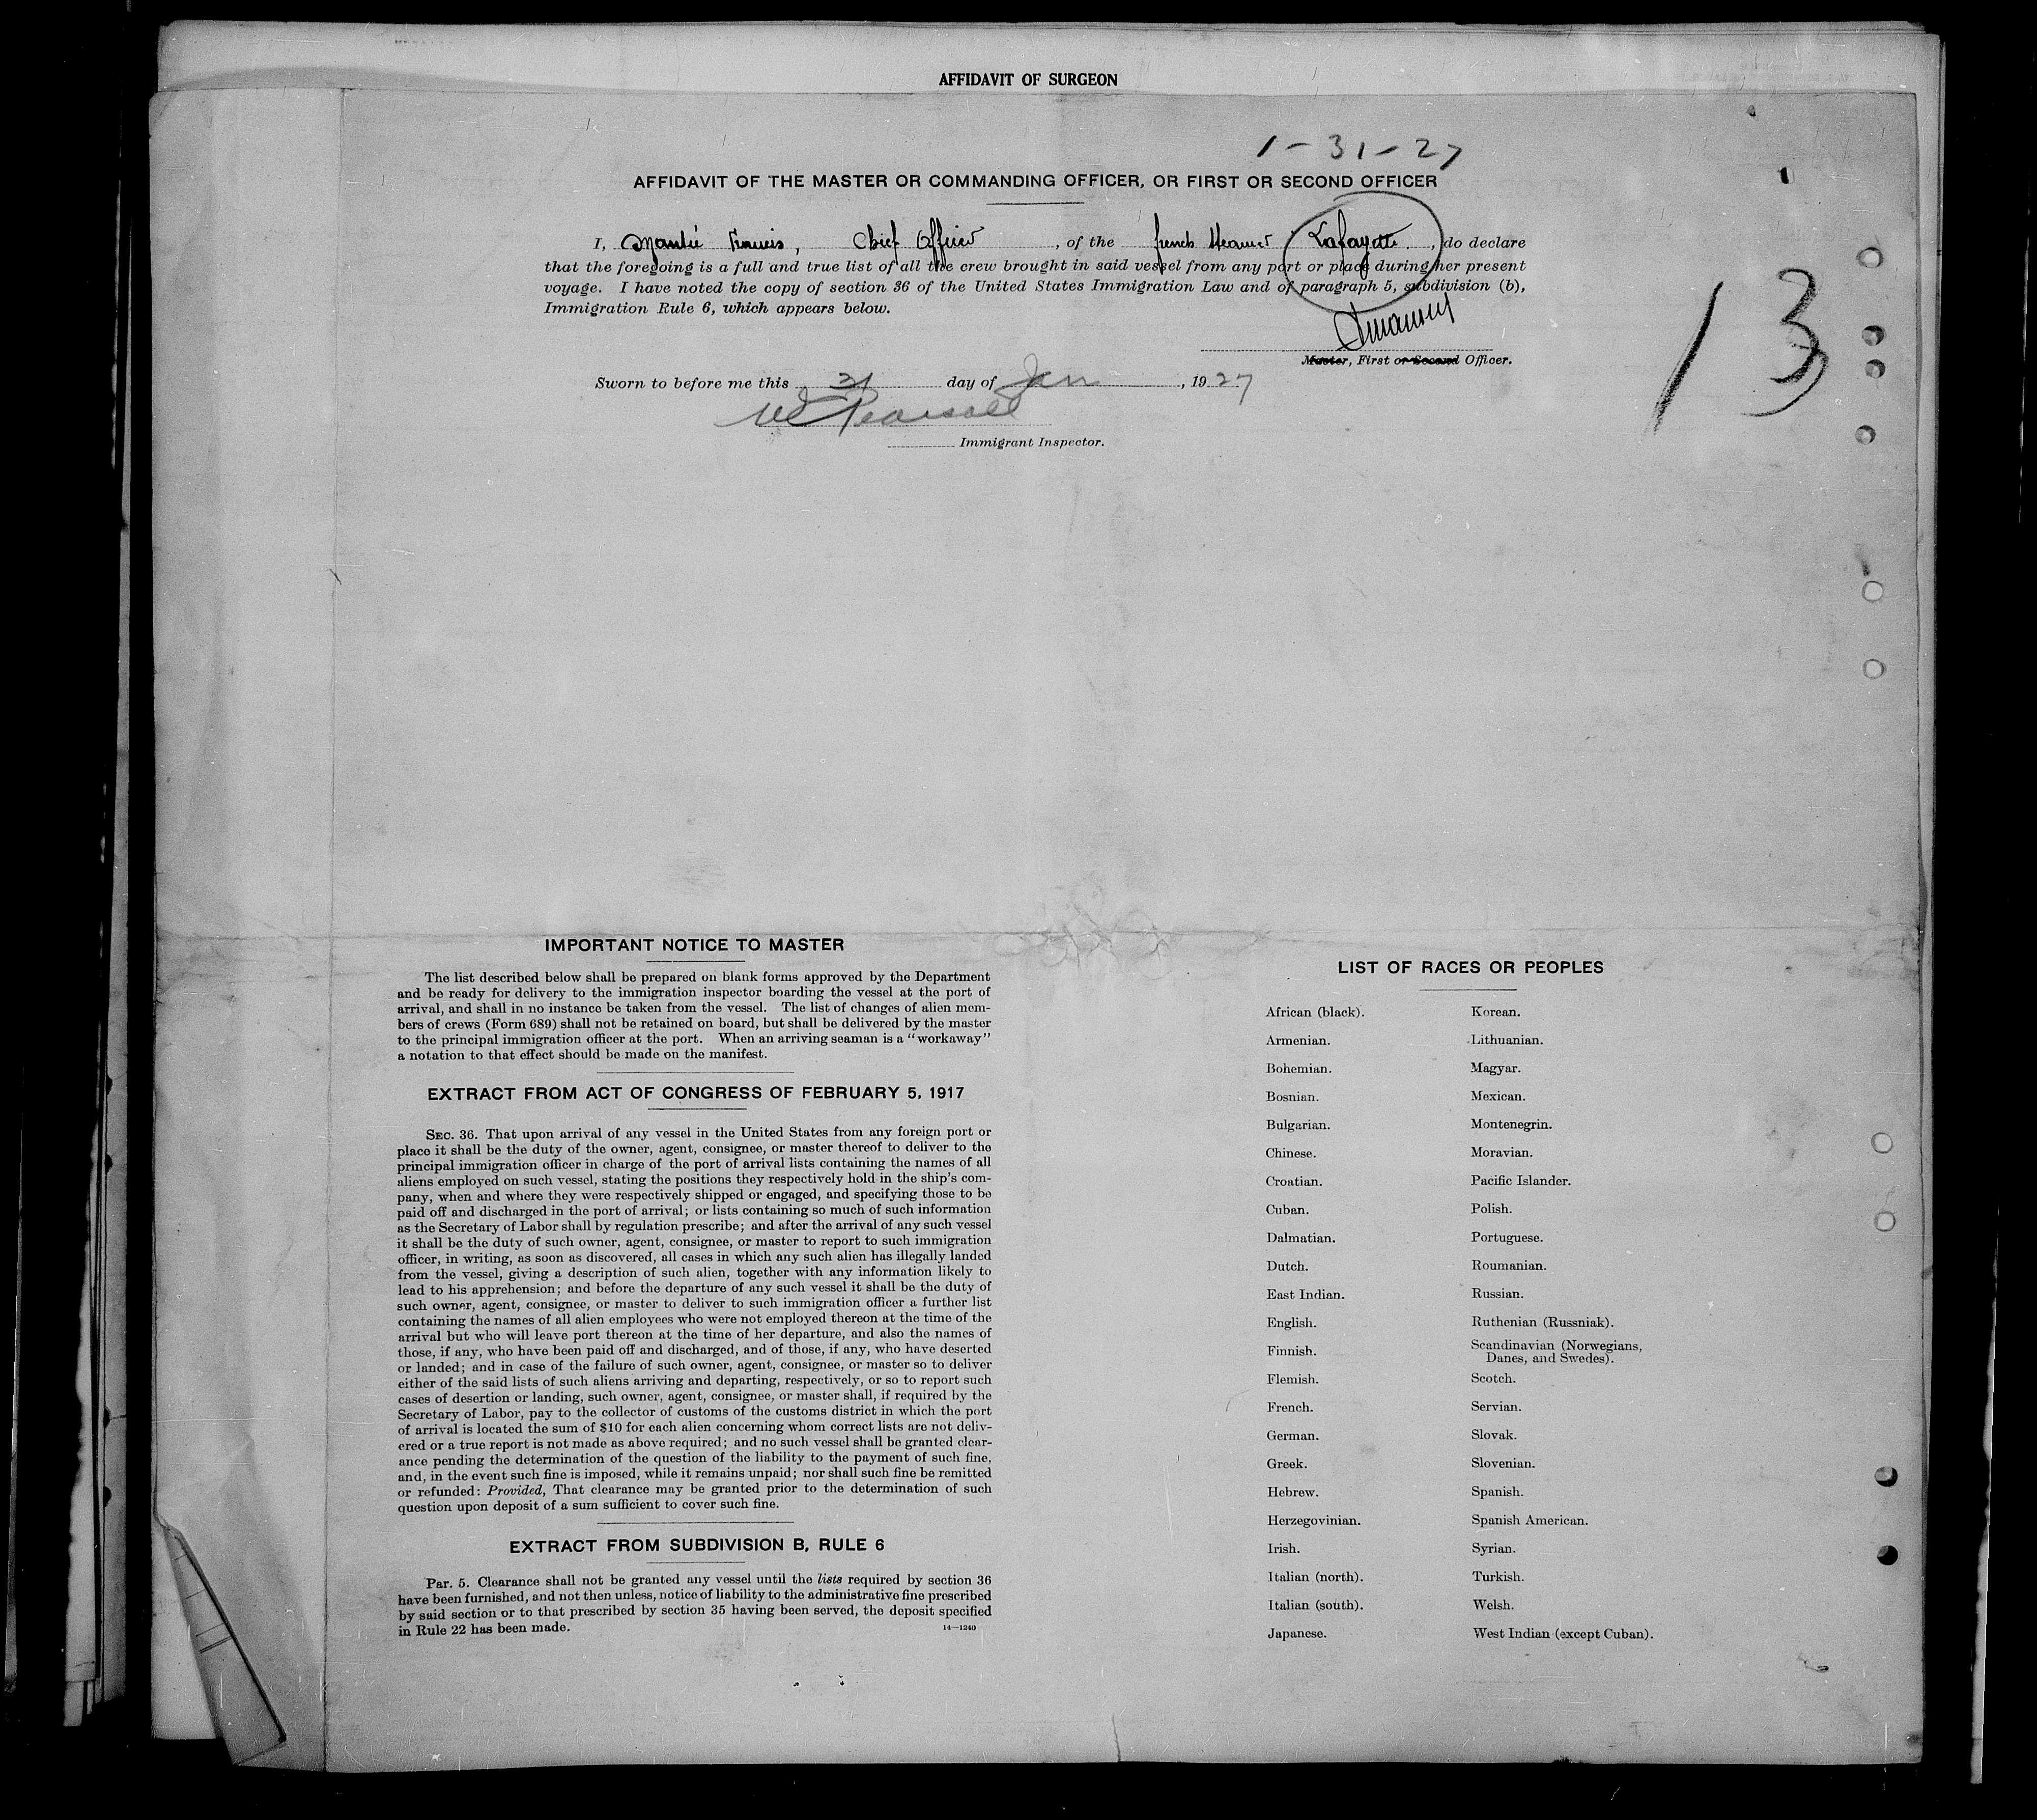 AFFIDAVIT OF SURGEON
1-31-27
AFFIDAVIT OF THE MASTER OR COMMANDING OFFICER, OR FIRST OR SECOND OFFICER
I, Francis, Chief Officer, of the french steamer Lafayette, do declare
that the foregoing is a full and true list of all the crew brought in said vessel from any port or place during her present
voyage. I have noted the copy of section 36 of the United States Immigration Law and of paragraph 5, subdivision (b),
Immigration Rule 6, which appears below.
13
Master, First or Second Officer.
Sworn to before me this 31 day of Jan, 1927
Pearsall
Immigrant Inspector.
IMPORTANT NOTICE TO MASTER
The list described below shall be prepared on blank forms approved by the Department
and be ready for delivery to the immigration inspector boarding the vessel at the port of
arrival, and shall in no instance be taken from the vessel. The list of changes of alien mem-
bers of crews (Form 689) shall not be retained on board, but shall be delivered by the master
to the principal immigration officer at the port. When an arriving seaman is a "workaway"
a notation to that effect should be made on the manifest.
EXTRACT FROM ACT OF CONGRESS OF FEBRUARY 5, 1917
SEC. 36. That upon arrival of any vessel in the United States from any foreign port or
place it shall be the duty of the owner, agent, consignee, or master thereof to deliver to the
principal immigration officer in charge of the port of arrival lists containing the names of all
aliens employed on such vessel, stating the positions they respectively hold in the ship's com-
pany, when and where they were respectively shipped or engaged, and specifying those to be
paid off and discharged in the port of arrival; or lists containing so much of such information
as the Secretary of Labor shall by regulation prescribe; and after the arrival of any such vessel
it shall be the duty of such owner, agent, consignee, or master to report to such immigration
officer, in writing, as soon as discovered, all cases in which any such alien has illegally landed
from the vessel, giving a description of such alien, together with any information likely to
lead to his apprehension; and before the departure of any such vessel it shall be the duty of
such owner, agent, consignee, or master to deliver to such immigration officer a further list
containing the names of all alien employees who were not employed thereon at the time of the
arrival but who will leave port thereon at the time of her departure, and also the names of
those, if any, who have been paid off and discharged, and of those, if any, who have deserted
or landed; and in case of the failure of such owner, agent, consignee, or master so to deliver
either of the said lists of such aliens arriving and departing, respectively, or so to report such
cases of desertion or landing, such owner, agent, consignee, or master shall, if required by the
Secretary of Labor, pay to the collector of customs of the customs district in which the port
of arrival is located the sum of $10 for each alien concerning whom correct lists are not deliv-
ered or a true report is not made as above required; and no such vessel shall be granted clear-
ance pending the determination of the question of the liability to the payment of such fine,
and, in the event such fine is imposed, while it remains unpaid; nor shall such fine be remitted
or refunded: Provided, That clearance may be granted prior to the determination of such
question upon deposit of a sum sufficient to cover such fine.
EXTRACT FROM SUBDIVISION B, RULE 6
Par. 5. Clearance shall not be granted any vessel until the lists required by section 36
have been furnished, and not then unless, notice of liability to the administrative fine prescribed
by said section or to that prescribed by section 35 having been served, the deposit specified
in Rule 22 has been made.
14—1240
LIST OF RACES OR PEOPLES
African (black).
Armenian.
Bohemian.
Bosnian.
Bulgarian.
Chinese.
Croatian.
Cuban.
Dalmatian.
Dutch.
East Indian.
English.
Finnish.
Flemish.
French.
German.
Greek.
Hebrew.
Herzegovinian.
Irish.
Italian (north).
Italian (south).
Japanese.
Korean.
Lithuanian.
Magyar.
Mexican.
Montenegrin.
Moravian.
Pacific Islander.
Polish.
Portuguese.
Roumanian.
Russian.
Ruthenian (Russniak).
Scandinavian (Norwegians,
Danes, and Swedes).
Scotch.
Servian.
Slovak.
Slovenian.
Spanish.
Spanish American.
Syrian.
Turkish.
Welsh.
West Indian (except Cuban).